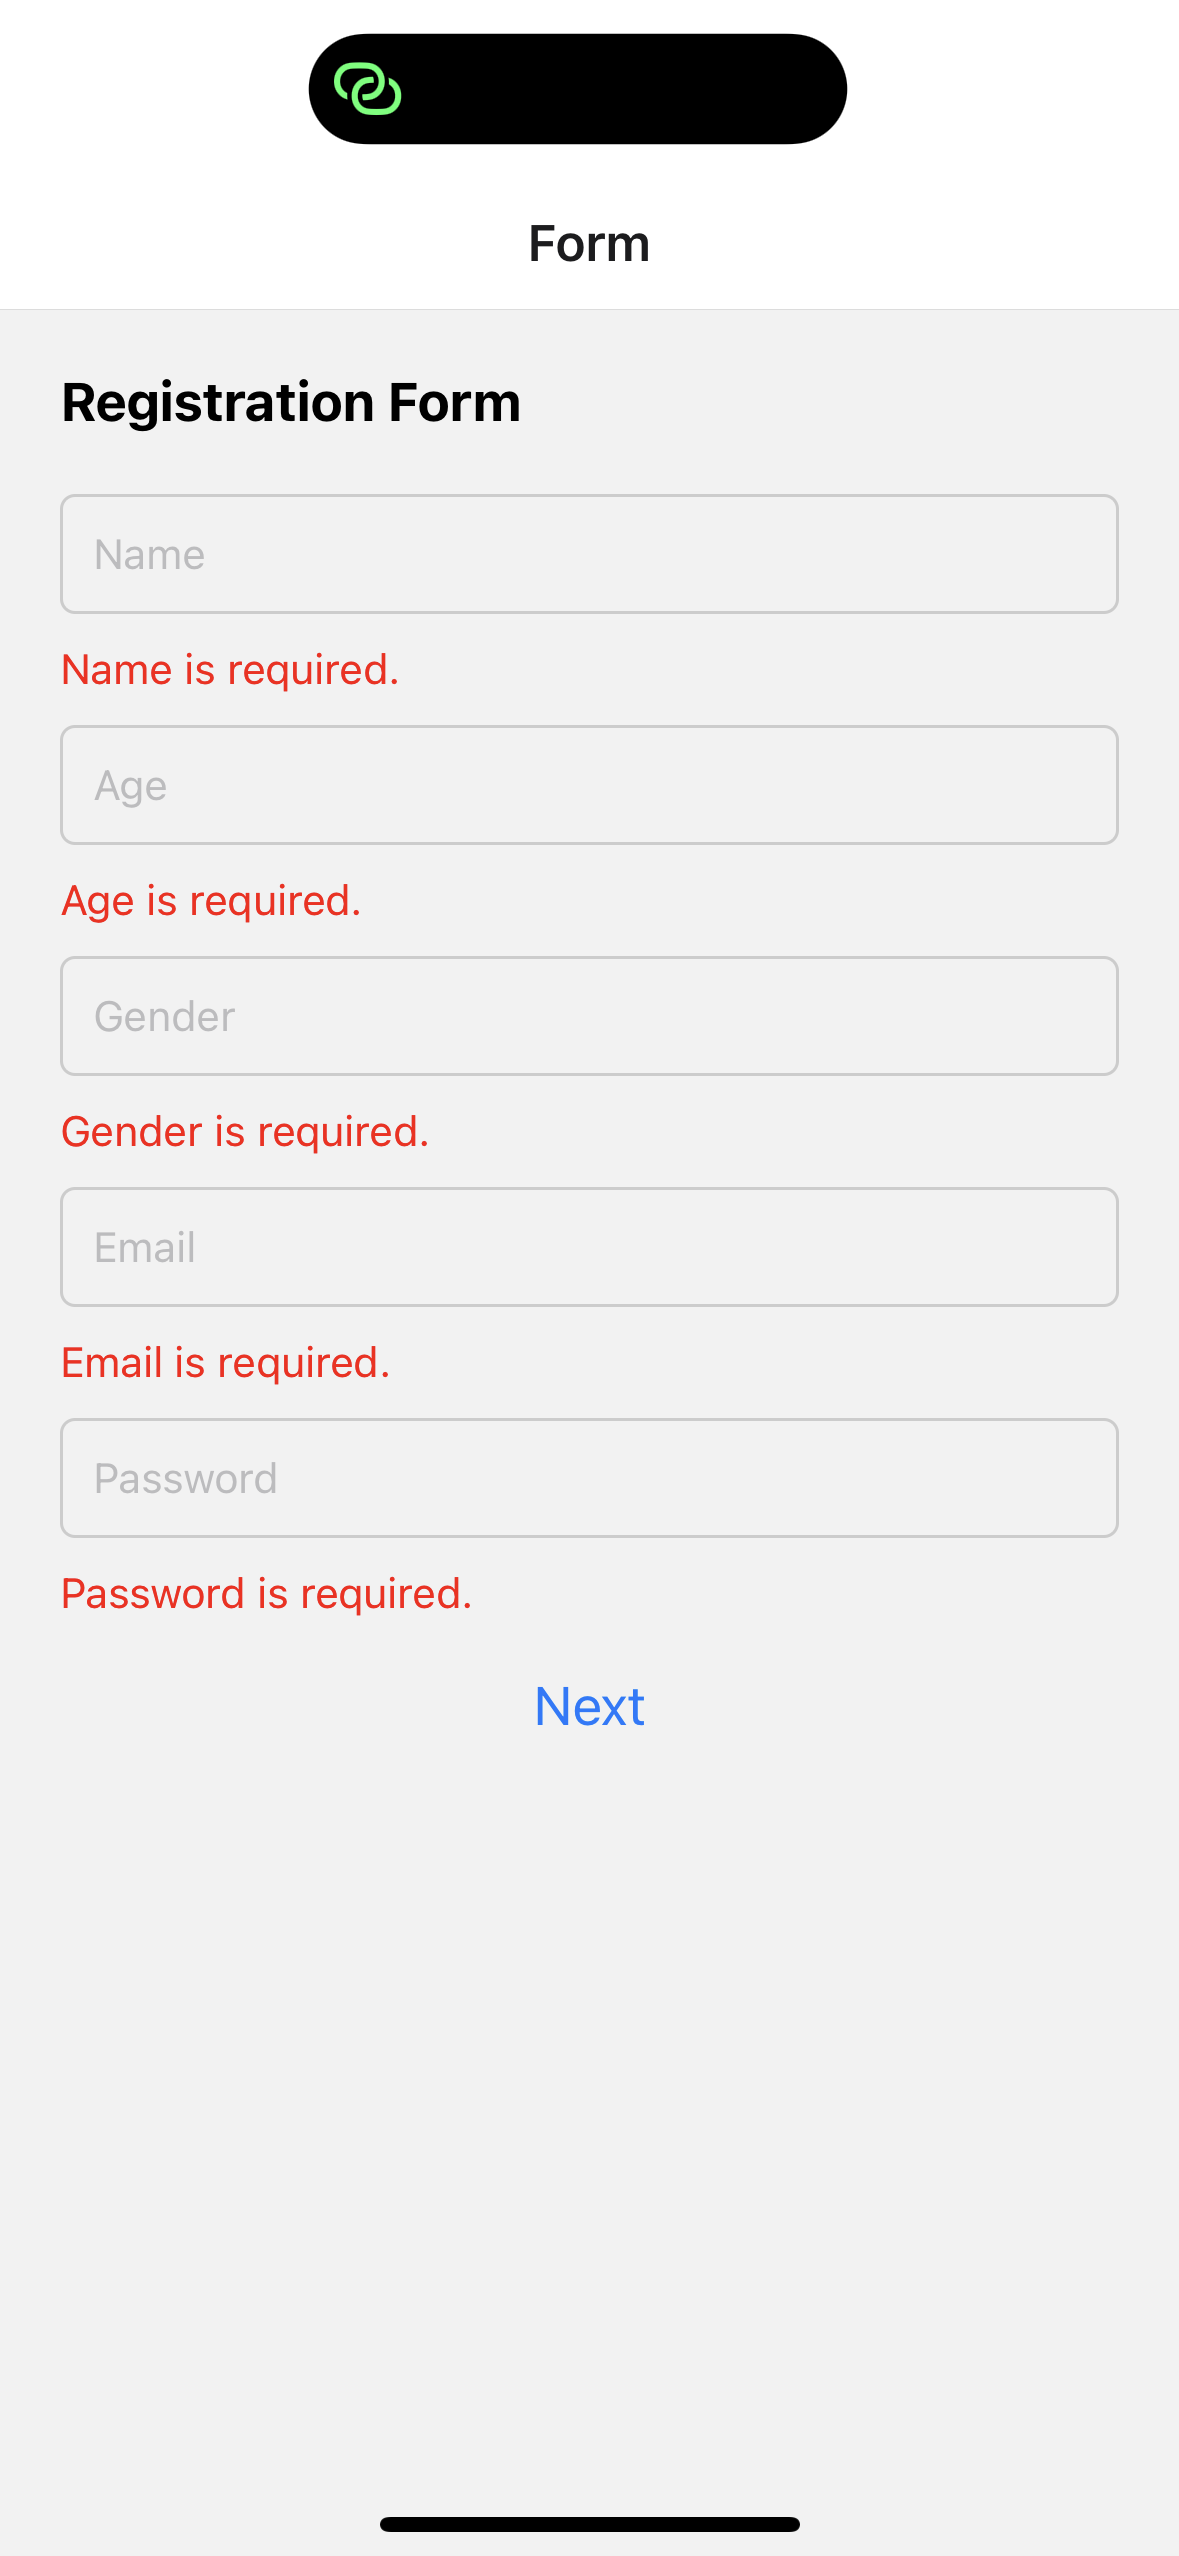 Form
Registration Form
Name
Name is required.
Age
Age is required.
Gender
Gender is required.
Email
Email is required.
Password
Password is required.
Next